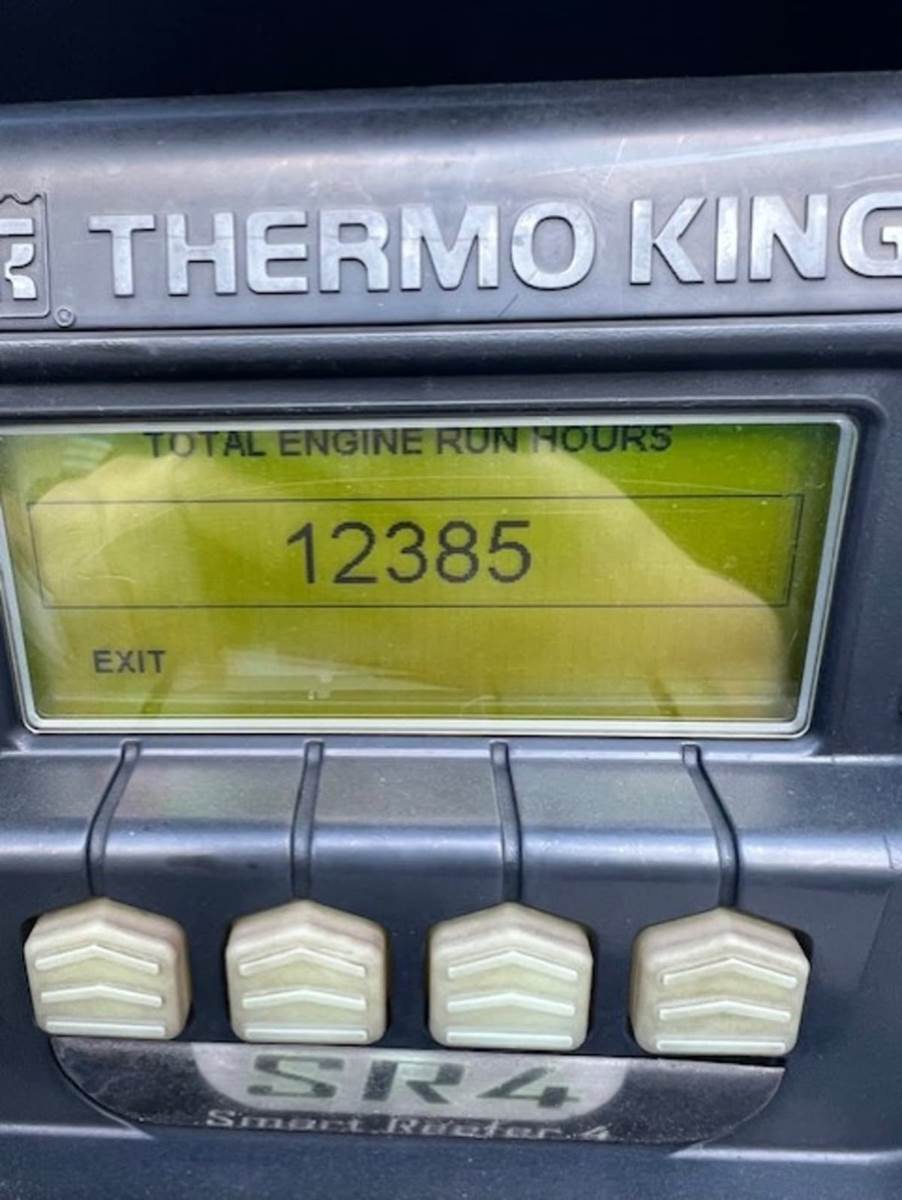 THERMO KING
TOTAL ENGINE RUN HOURS
12385
EXIT
SR4
Smart Reefer 4